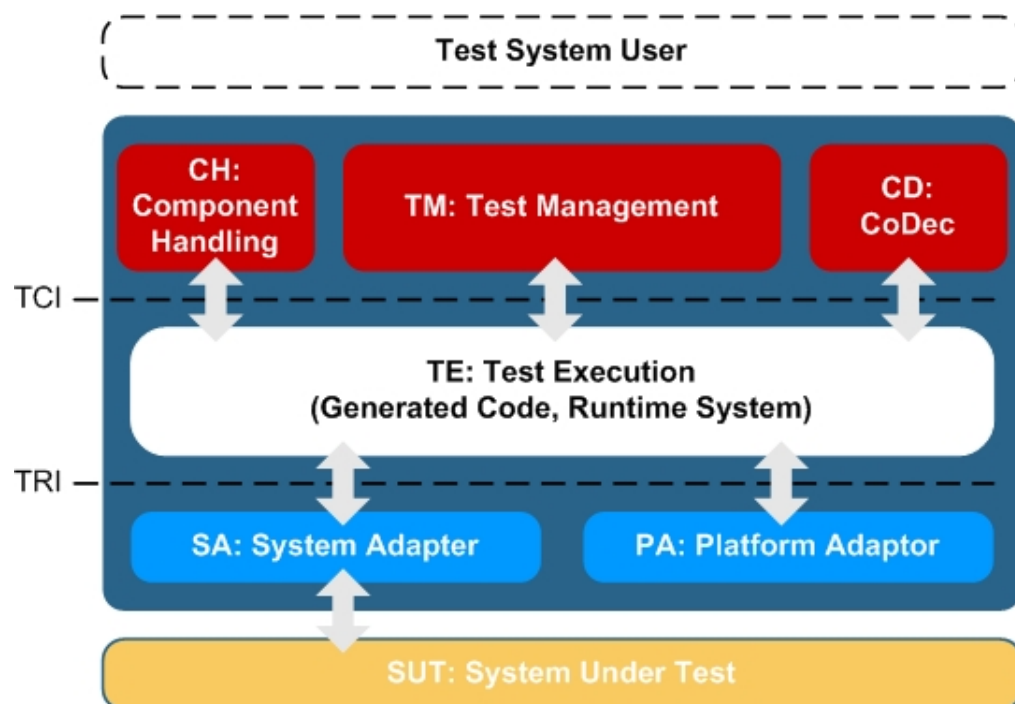 Test System User
CH:
Component
Handling
TM: Test Management
CD:
CoDec
TCI
TE: Test Execution
(Generated Code, Runtime System)
TRI
SA: System Adapter
PA: Platform Adaptor
SUT: System Under Test